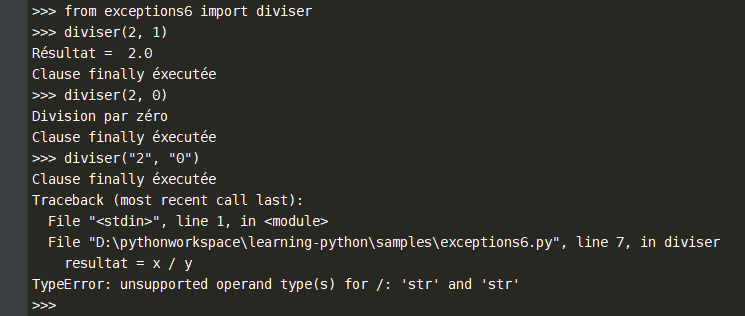 >>> from exceptions6 import diviser
>>> diviser(2, 1)
Résultat =  2.0
Clause finally éxecutée
>>> diviser(2, 0)
Division par zéro
Clause finally éxecutée
>>> diviser("2", "0")
Clause finally éxecutée
Traceback (most recent call last):
  File "<stdin>", line 1, in <module>
  File "D:\pythonworkspace\learning-python\samples\exceptions6.py", line 7, in diviser
    resultat = x / y
TypeError: unsupported operand type(s) for /: 'str' and 'str'
>>>